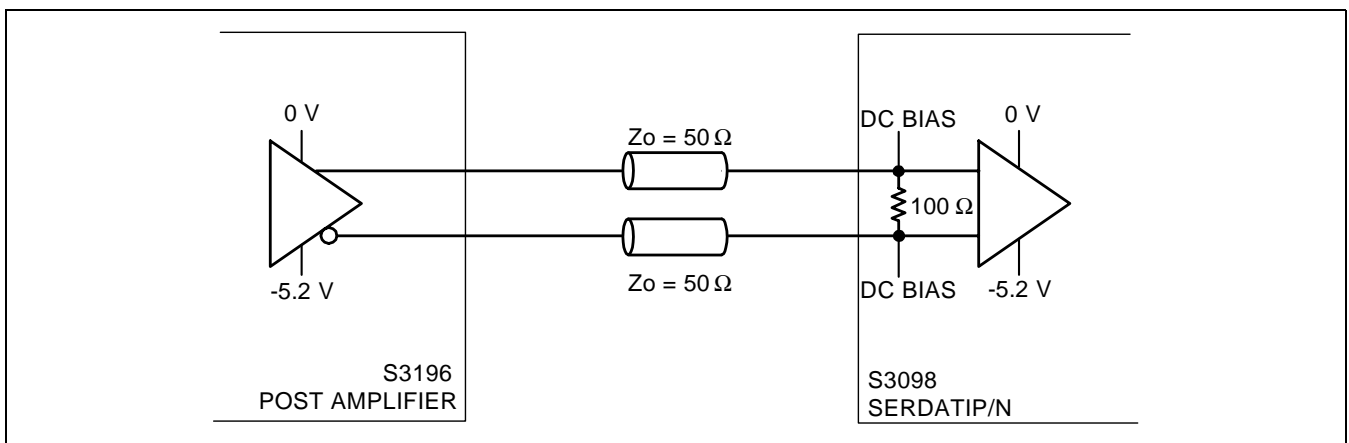 0 V
-5.2 V
S3196
POST AMPLIFIER
Zo = 50 Ω
Zo = 50 Ω
DC BIAS
0 V
100 Ω
DC BIAS
-5.2 V
S3098
SERDATIP/N